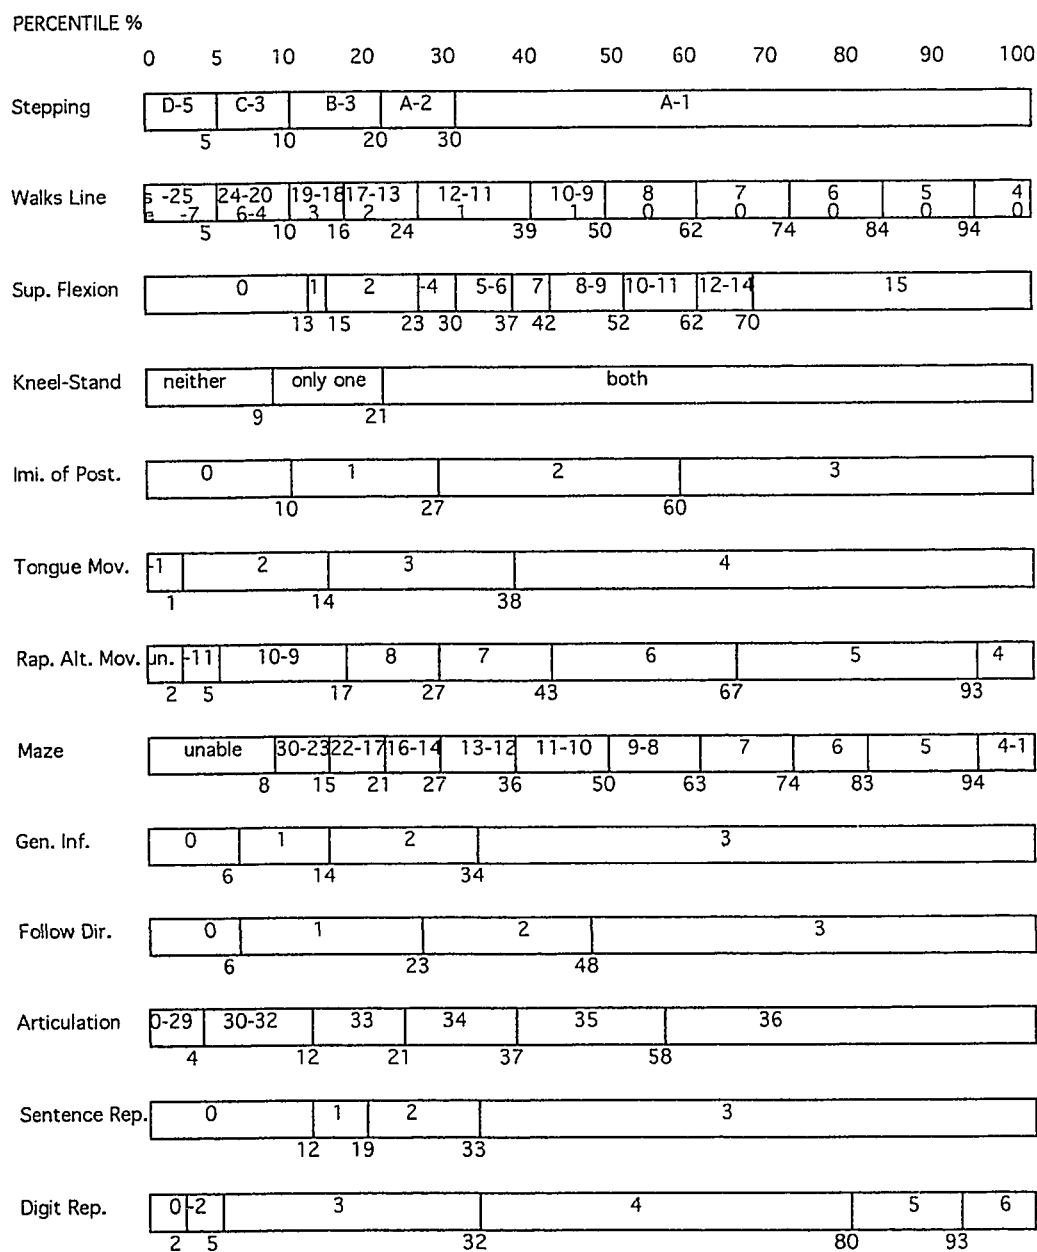 PERCENTILE %
0 5 10 20 30 40 50 60 70 80 90 100
Stepping D-5 C-3 B-3 A-2 A-1
5 10 20 30
Walks Line s -25 24-20 19-18 17-13 12-11 10-9 8 7 6 5 4
e -7 6-4 3 2 1 1 0 0 0 0 0
5 10 16 24 39 50 62 74 84 94
Sup. Flexion 0 1 2 -4 5-6 7 8-9 10-11 12-14 15
13 15 23 30 37 42 52 62 70
Kneel-Stand neither only one both
9 21
Imi. of Post. 0 1 2 3
10 27 60
Tongue Mov. -1 2 3 4
1 14 38
Rap. Alt. Mov. un. -11 10-9 8 7 6 5 4
2 5 17 27 43 67 93
Maze unable 30-23 22-17 16-14 13-12 11-10 9-8 7 6 5 4-1
8 15 21 27 36 50 63 74 83 94
Gen. Inf. 0 1 2 3
6 14 34
Follow Dir. 0 1 2 3
6 23 48
Articulation 0-29 30-32 33 34 35 36
4 12 21 37 58
Sentence Rep. 0 1 2 3
12 19 33
Digit Rep. 0 -2 3 4 5 6
2 5 32 80 93